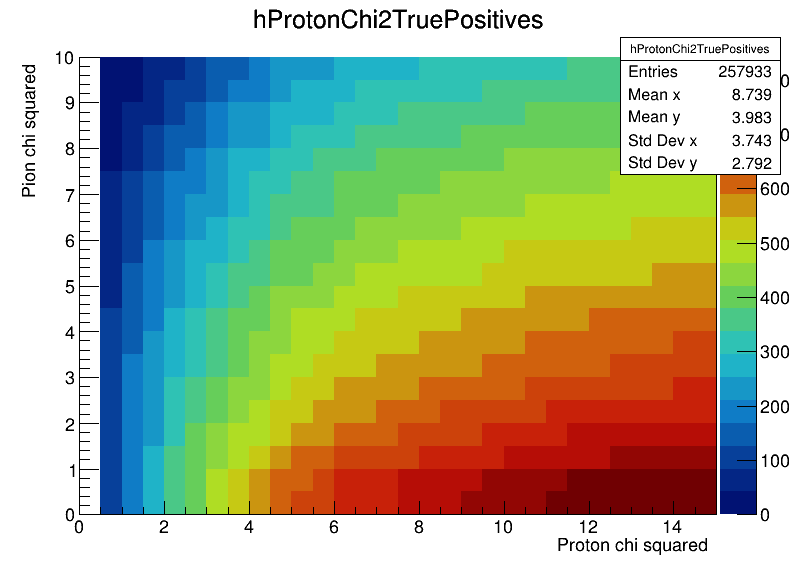 hProtonChi2TruePositives
hProtonChi2TruePositives
Entries 257933
Mean x 8.739
Mean y 3.983
Std Dev x 3.743
Std Dev y 2.792
Pion chi squared
10
9
8
7
6
5
4
3
2
1
0
0 2 4 6 8 10 12 14
Proton chi squared
0
0
600
500
400
300
200
100
0